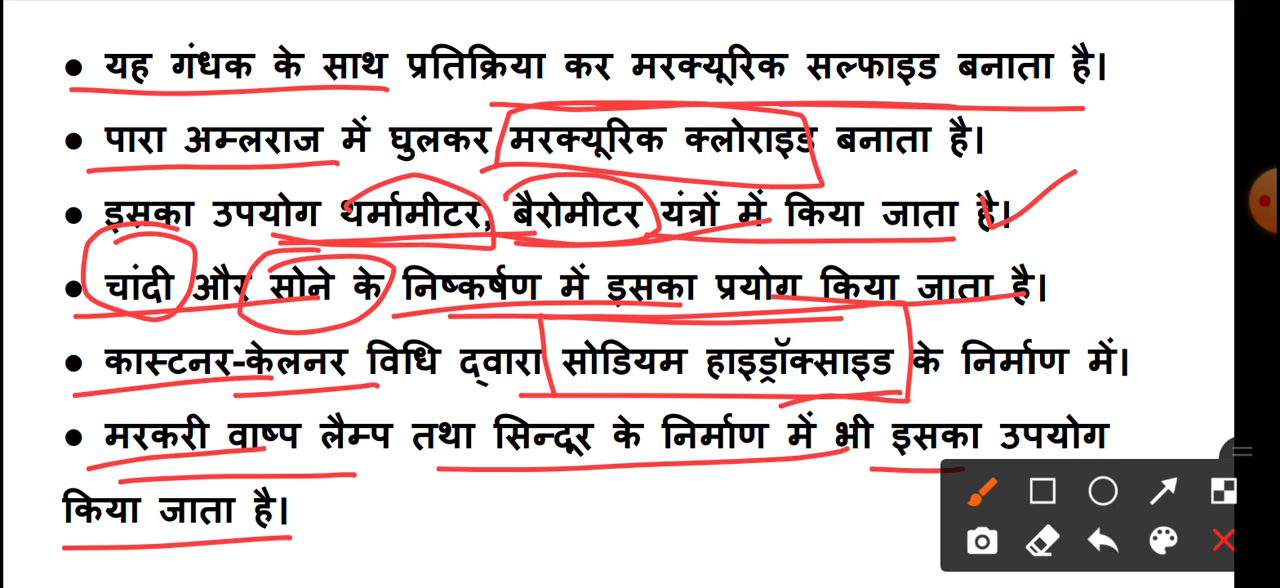 ● यह गंधक के साथ प्रतिक्रिया कर मरक्यूरिक सल्फाइड बनाता है।
● पारा अम्लराज में घुलकर मरक्यूरिक क्लोराइड बनाता है।
● इसका उपयोग थर्मामीटर, बैरोमीटर यंत्रों में किया जाता है।
● चांदी और सोने के निष्कर्षण में इसका प्रयोग किया जाता है।
● कास्टनर-केलनर विधि द्वारा सोडियम हाइड्रॉक्साइड के निर्माण में।
● मरकरी वाष्प लैम्प तथा सिन्दूर के निर्माण में भी इसका उपयोग
किया जाता है।